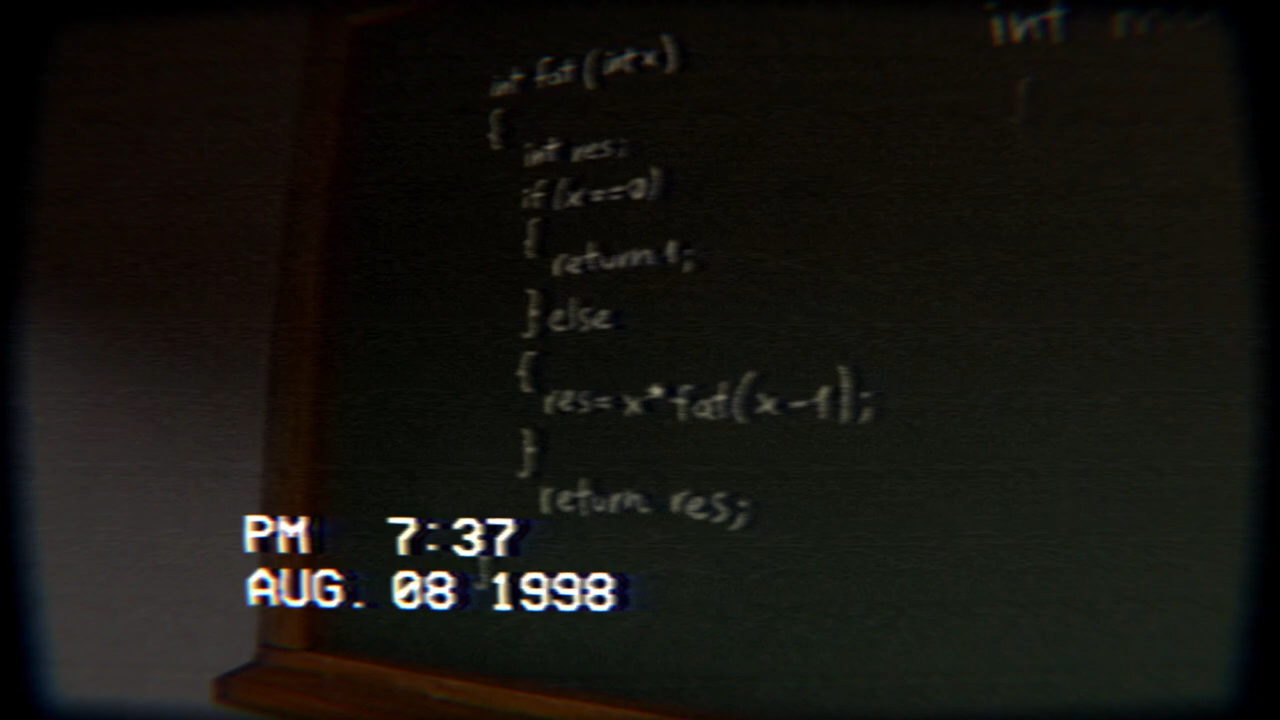 int fat (int x)
{
int res;
if (x==0)
{
return 1;
} else
{
res= x*fat(x-1);
}
return res;
}
int
{
PM 7:37
AUG. 08 1998